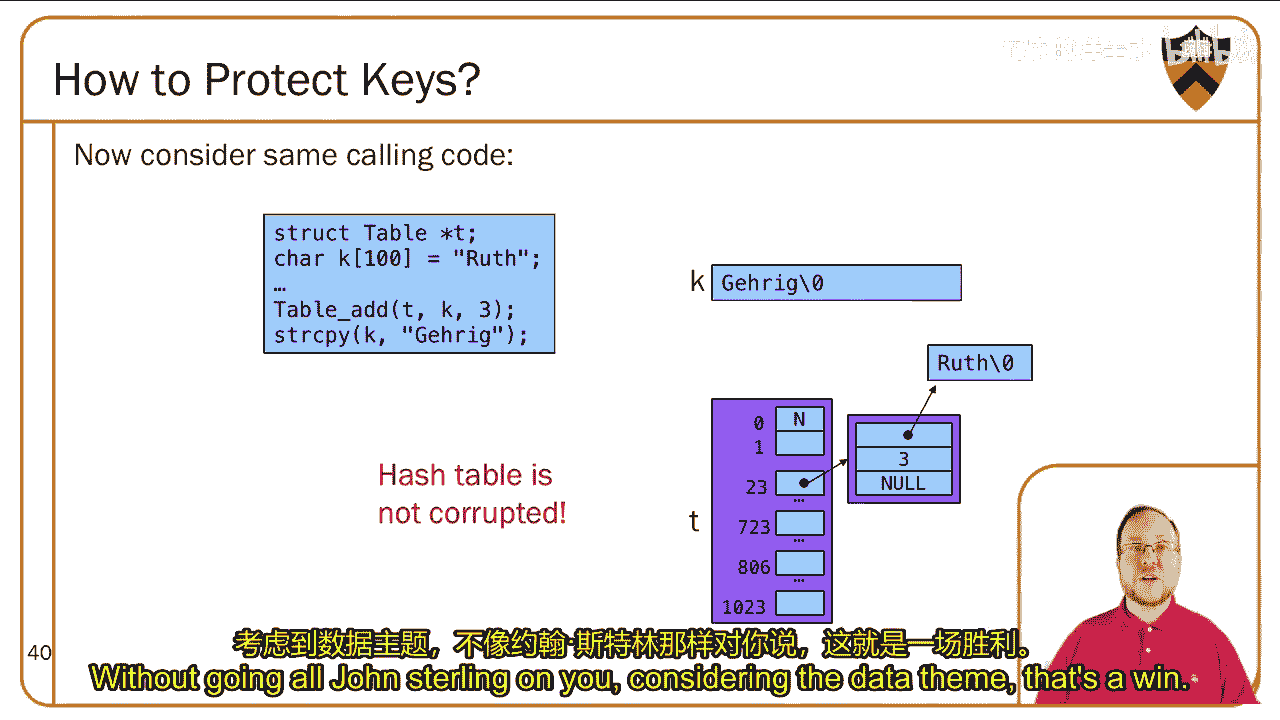 How to Protect Keys?
Now consider same calling code:
struct Table *t;
char k[100] = "Ruth";
…
Table_add(t, k, 3);
strcpy(k, "Gehrig");
k
Gehrig\0
Ruth\0
0
N
1
3
23
NULL
…
Hash table is
not corrupted!
t
723
…
806
…
1023
40
考虑到数据主题，不像约翰·斯特林那样对你说，这就是一场胜利。
Without going all John sterling on you, considering the data theme, that's a win.